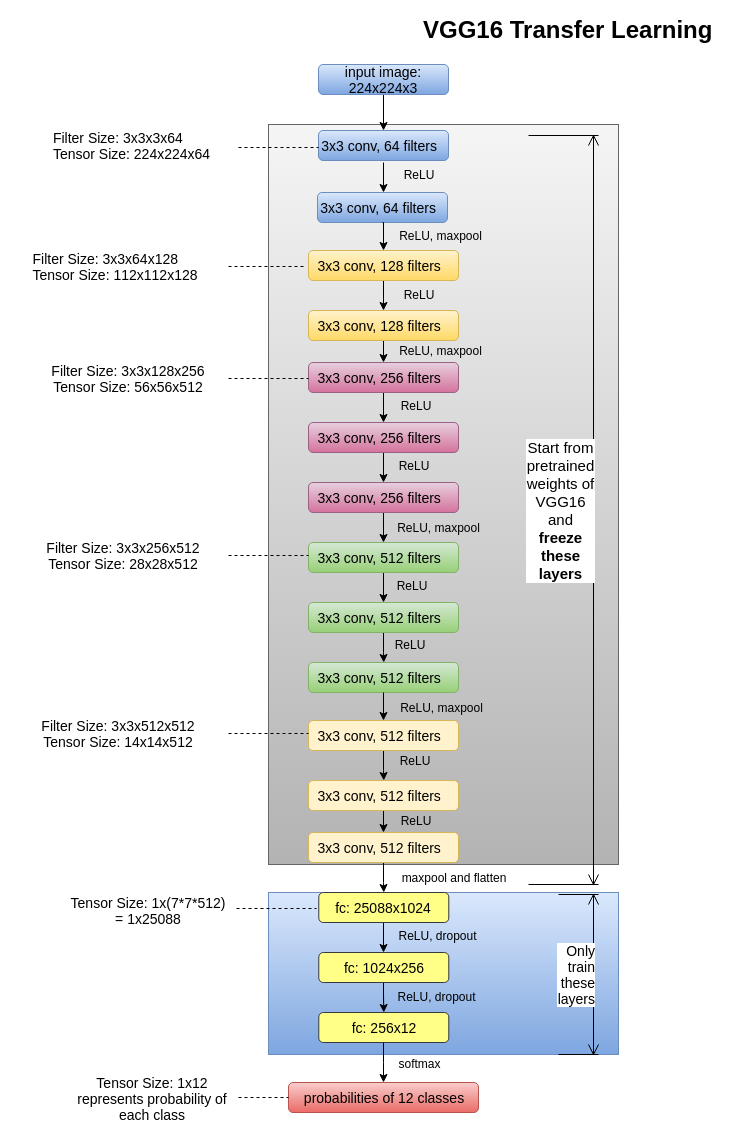 VGG16 Transfer Learning
input image:
224x224x3
Filter Size: 3x3x3x64
Tensor Size: 224x224x64
3x3 conv, 64 filters
ReLU
3x3 conv, 64 filters
ReLU, maxpool
Filter Size: 3x3x64x128
Tensor Size: 112x112x128
3x3 conv, 128 filters
ReLU
3x3 conv, 128 filters
ReLU, maxpool
Filter Size: 3x3x128x256
Tensor Size: 56x56x512
3x3 conv, 256 filters
ReLU
3x3 conv, 256 filters
ReLU
3x3 conv, 256 filters
ReLU, maxpool
Start from
pretrained
weights of
VGG16
and
freeze
these
layers
Filter Size: 3x3x256x512
Tensor Size: 28x28x512
3x3 conv, 512 filters
ReLU
3x3 conv, 512 filters
ReLU
3x3 conv, 512 filters
ReLU, maxpool
Filter Size: 3x3x512x512
Tensor Size: 14x14x512
3x3 conv, 512 filters
ReLU
3x3 conv, 512 filters
ReLU
3x3 conv, 512 filters
maxpool and flatten
Tensor Size: 1x(7*7*512)
= 1x25088
fc: 25088x1024
ReLU, dropout
fc: 1024x256
ReLU, dropout
fc: 256x12
Only
train
these
layers
softmax
Tensor Size: 1x12
represents probability of
each class
probabilities of 12 classes